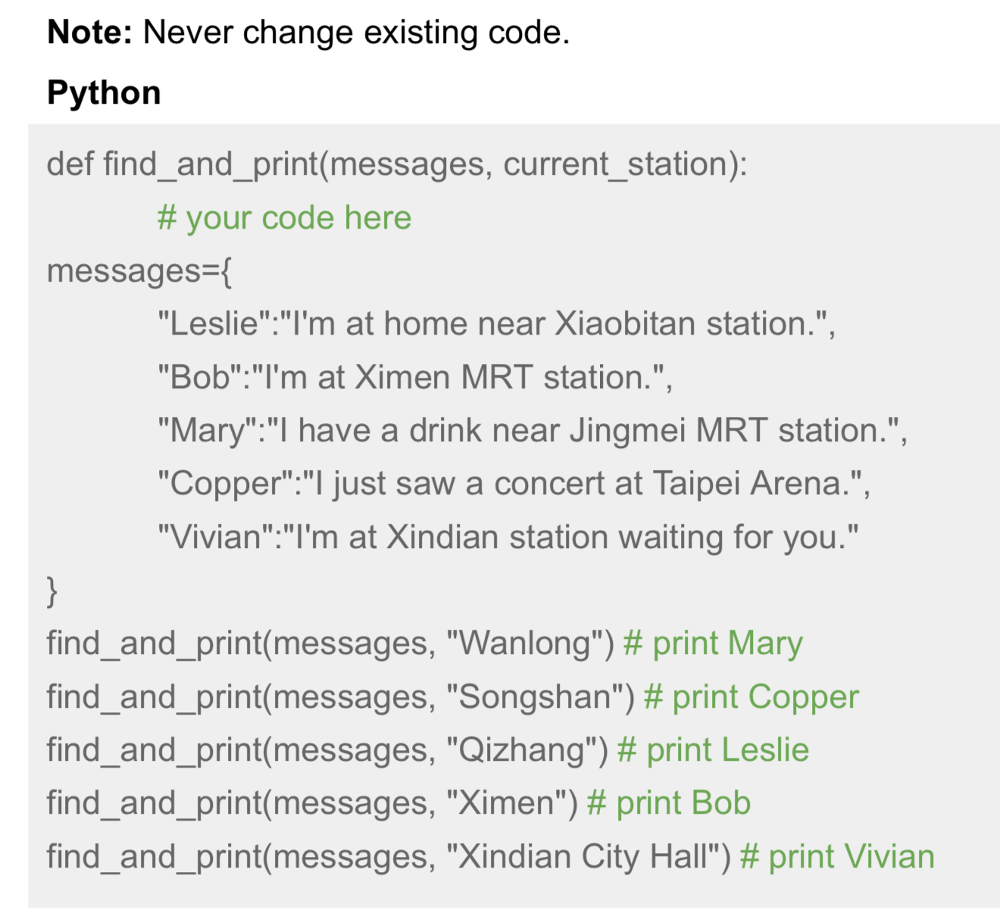 Note: Never change existing code.
Python
def find_and_print(messages, current_station):
# your code here
messages={
"Leslie":"I'm at home near Xiaobitan station.",
"Bob":"I'm at Ximen MRT station.",
"Mary":"I have a drink near Jingmei MRT station.",
"Copper":"I just saw a concert at Taipei Arena.",
"Vivian":"I'm at Xindian station waiting for you."
}
find_and_print(messages, "Wanlong") # print Mary
find_and_print(messages, "Songshan") # print Copper
find_and_print(messages, "Qizhang") # print Leslie
find_and_print(messages, "Ximen") # print Bob
find_and_print(messages, "Xindian City Hall") # print Vivian